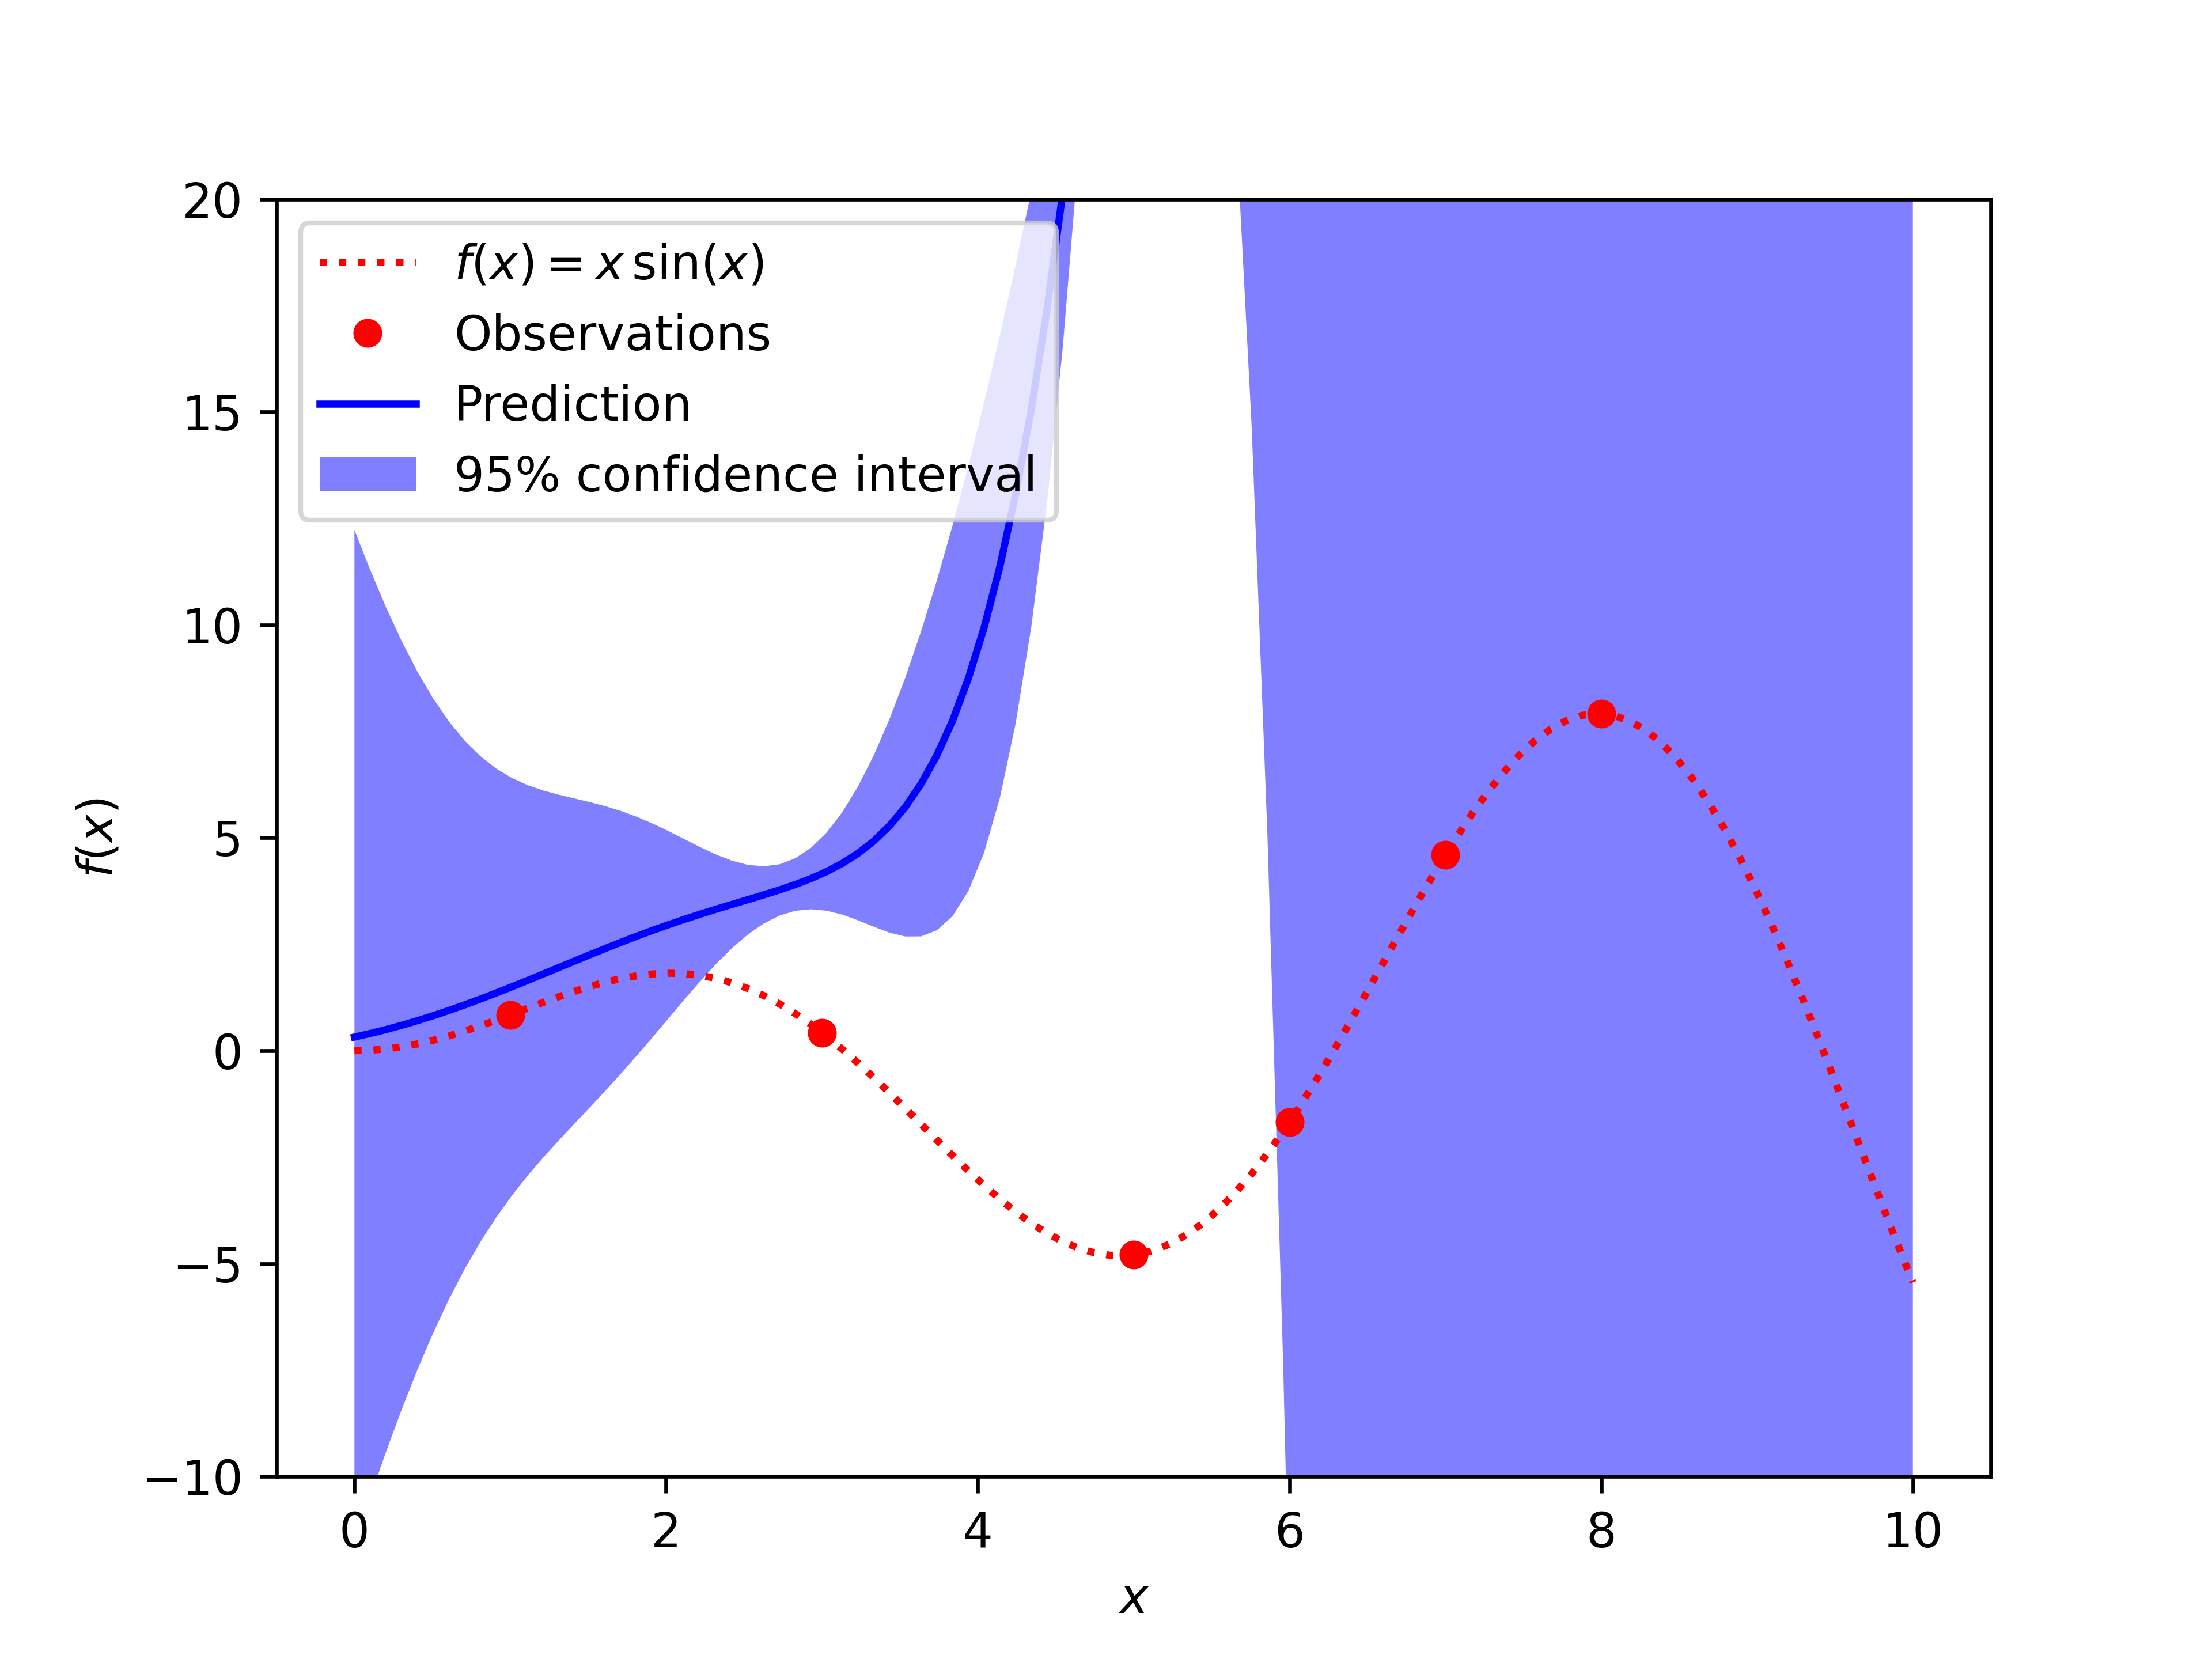 20
15
10
5
0
−5
−10
f(x)
f(x) = x sin(x)
Observations
Prediction
95% confidence interval
0 2 4 6 8 10
x